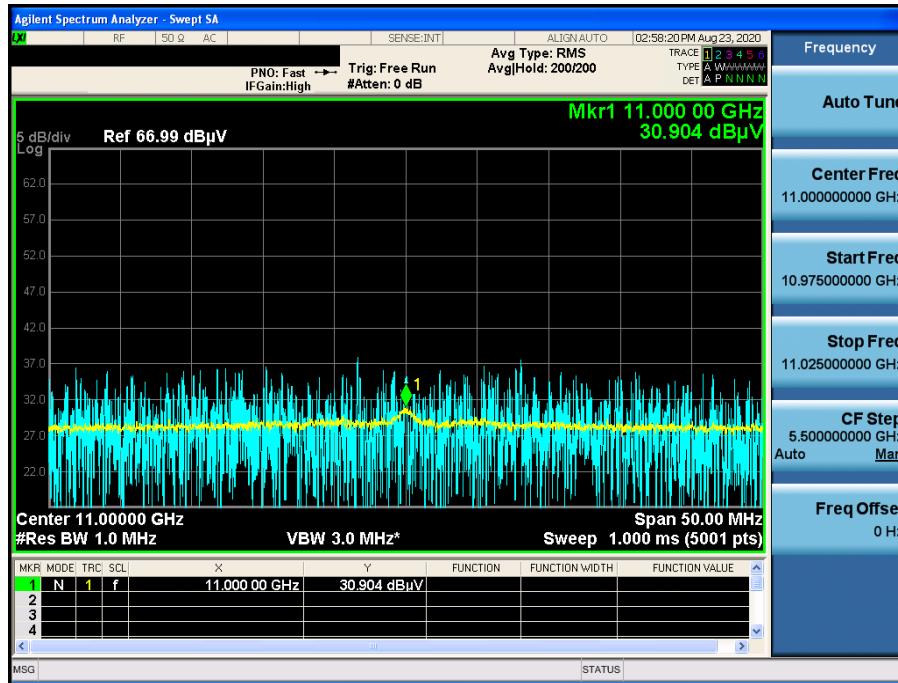 Agilent Spectrum Analyzer - Swept SA
LXI RF 50 Ω AC SENSE:INT ALIGN AUTO 02:58:20 PM Aug 23, 2020
Frequency
Avg Type: RMS
TRACE 1 2 3 4 5 6
PNO: Fast Trig: Free Run Avg|Hold: 200/200
TYPE A WWWWW
IFGain:High #Atten: 0 dB
DET A P N N N N
Auto Tune
Mkr1 11.000 00 GHz
5 dB/div Ref 66.99 dBµV 30.904 dBµV
Log
62.0
57.0
52.0
47.0
42.0
37.0
32.0
27.0
22.0
1
Center 11.00000 GHz Span 50.00 MHz
#Res BW 1.0 MHz VBW 3.0 MHz* Sweep 1.000 ms (5001 pts)
Center Freq
11.000000000 GHz
Start Freq
10.975000000 GHz
Stop Freq
11.025000000 GHz
CF Step
5.500000000 GHz
Auto Man
Freq Offse
0 Hz
MKR MODE TRC SCL X Y FUNCTION FUNCTION WIDTH FUNCTION VALUE
1 N 1 f 11.000 00 GHz 30.904 dBµV
2
3
4
MSG STATUS